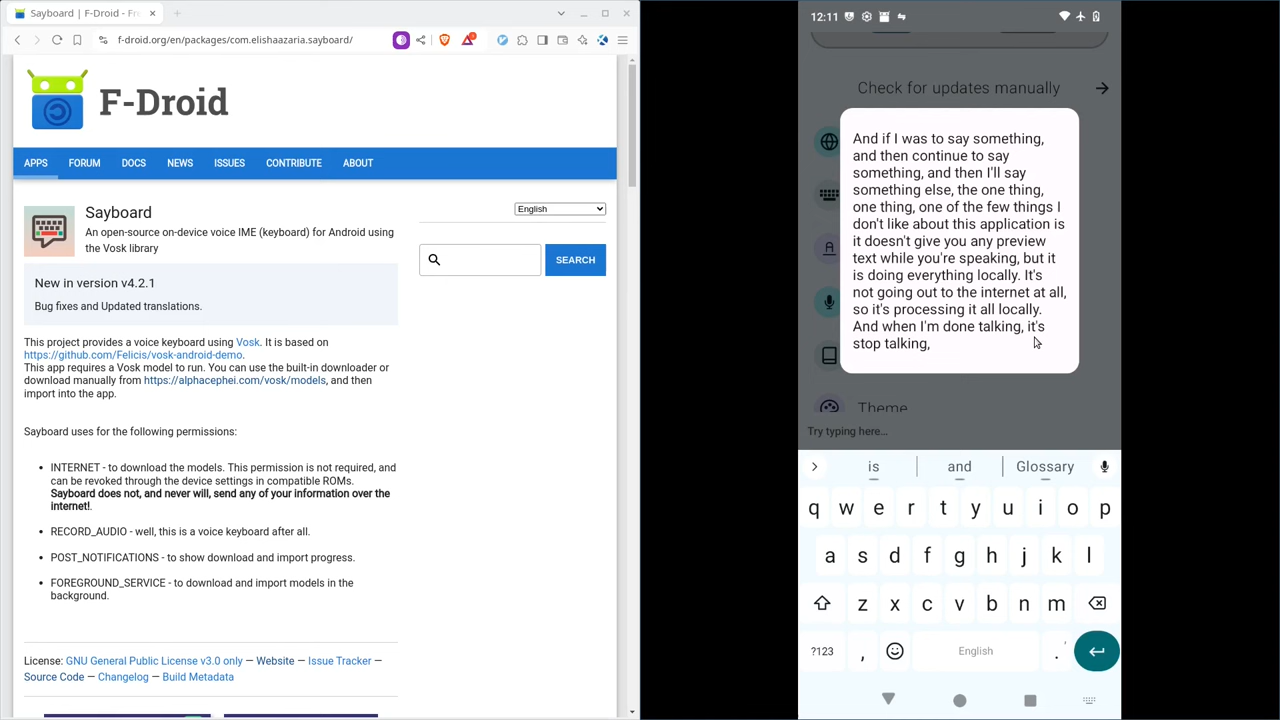 Sayboard | F-Droid - Fr
f-droid.org/en/packages/com.elishaazaria.sayboard/
F-Droid
APPS FORUM DOCS NEWS ISSUES CONTRIBUTE ABOUT
Sayboard
An open-source on-device voice IME (keyboard) for Android using
the Vosk library
English
SEARCH
New in version v4.2.1
Bug fixes and Updated translations.
This project provides a voice keyboard using Vosk. It is based on
https://github.com/Felicis/vosk-android-demo.
This app requires a Vosk model to run. You can use the built-in downloader or
download manually from https://alphacephei.com/vosk/models, and then
import into the app.
Sayboard uses for the following permissions:
• INTERNET - to download the models. This permission is not required, and
can be revoked through the device settings in compatible ROMs.
Sayboard does not, and never will, send any of your information over the
internet!.
• RECORD_AUDIO - well, this is a voice keyboard after all.
• POST_NOTIFICATIONS - to show download and import progress.
• FOREGROUND_SERVICE - to download and import models in the
background.
License: GNU General Public License v3.0 only — Website — Issue Tracker —
Source Code — Changelog — Build Metadata
12:11
Check for updates manually
And if I was to say something,
and then continue to say
something, and then I'll say
something else, the one thing,
one thing, one of the few things I
don't like about this application is
it doesn't give you any preview
text while you're speaking, but it
is doing everything locally. It's
not going out to the internet at all,
so it's processing it all locally.
And when I'm done talking, it's
stop talking,
Theme
Try typing here...
is and Glossary
q w e r t y u i o p
a s d f g h j k l
z x c v b n m
?123 , English .